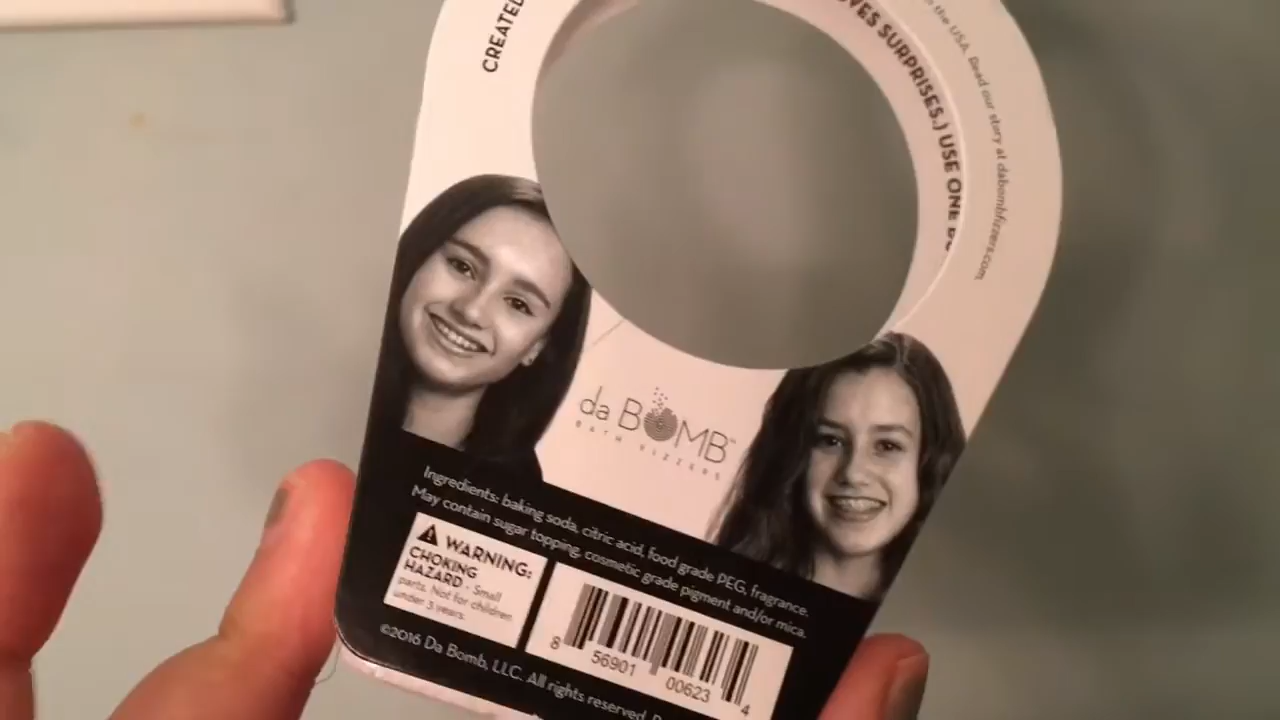 CREATED
OVES SURPRISES.) USE ONE
the USA. Read our story at dabombfizzers.com.
da BOMB™
BATH FIZZERS
Ingredients: baking soda, citric acid, food grade PEG, fragrance.
May contain sugar topping, cosmetic grade pigment and/or mica.
WARNING:
CHOKING
HAZARD - Small
parts. Not for children
under 3 years.
8 56901 00623 4
©2016 Da Bomb, LLC. All rights reserved.